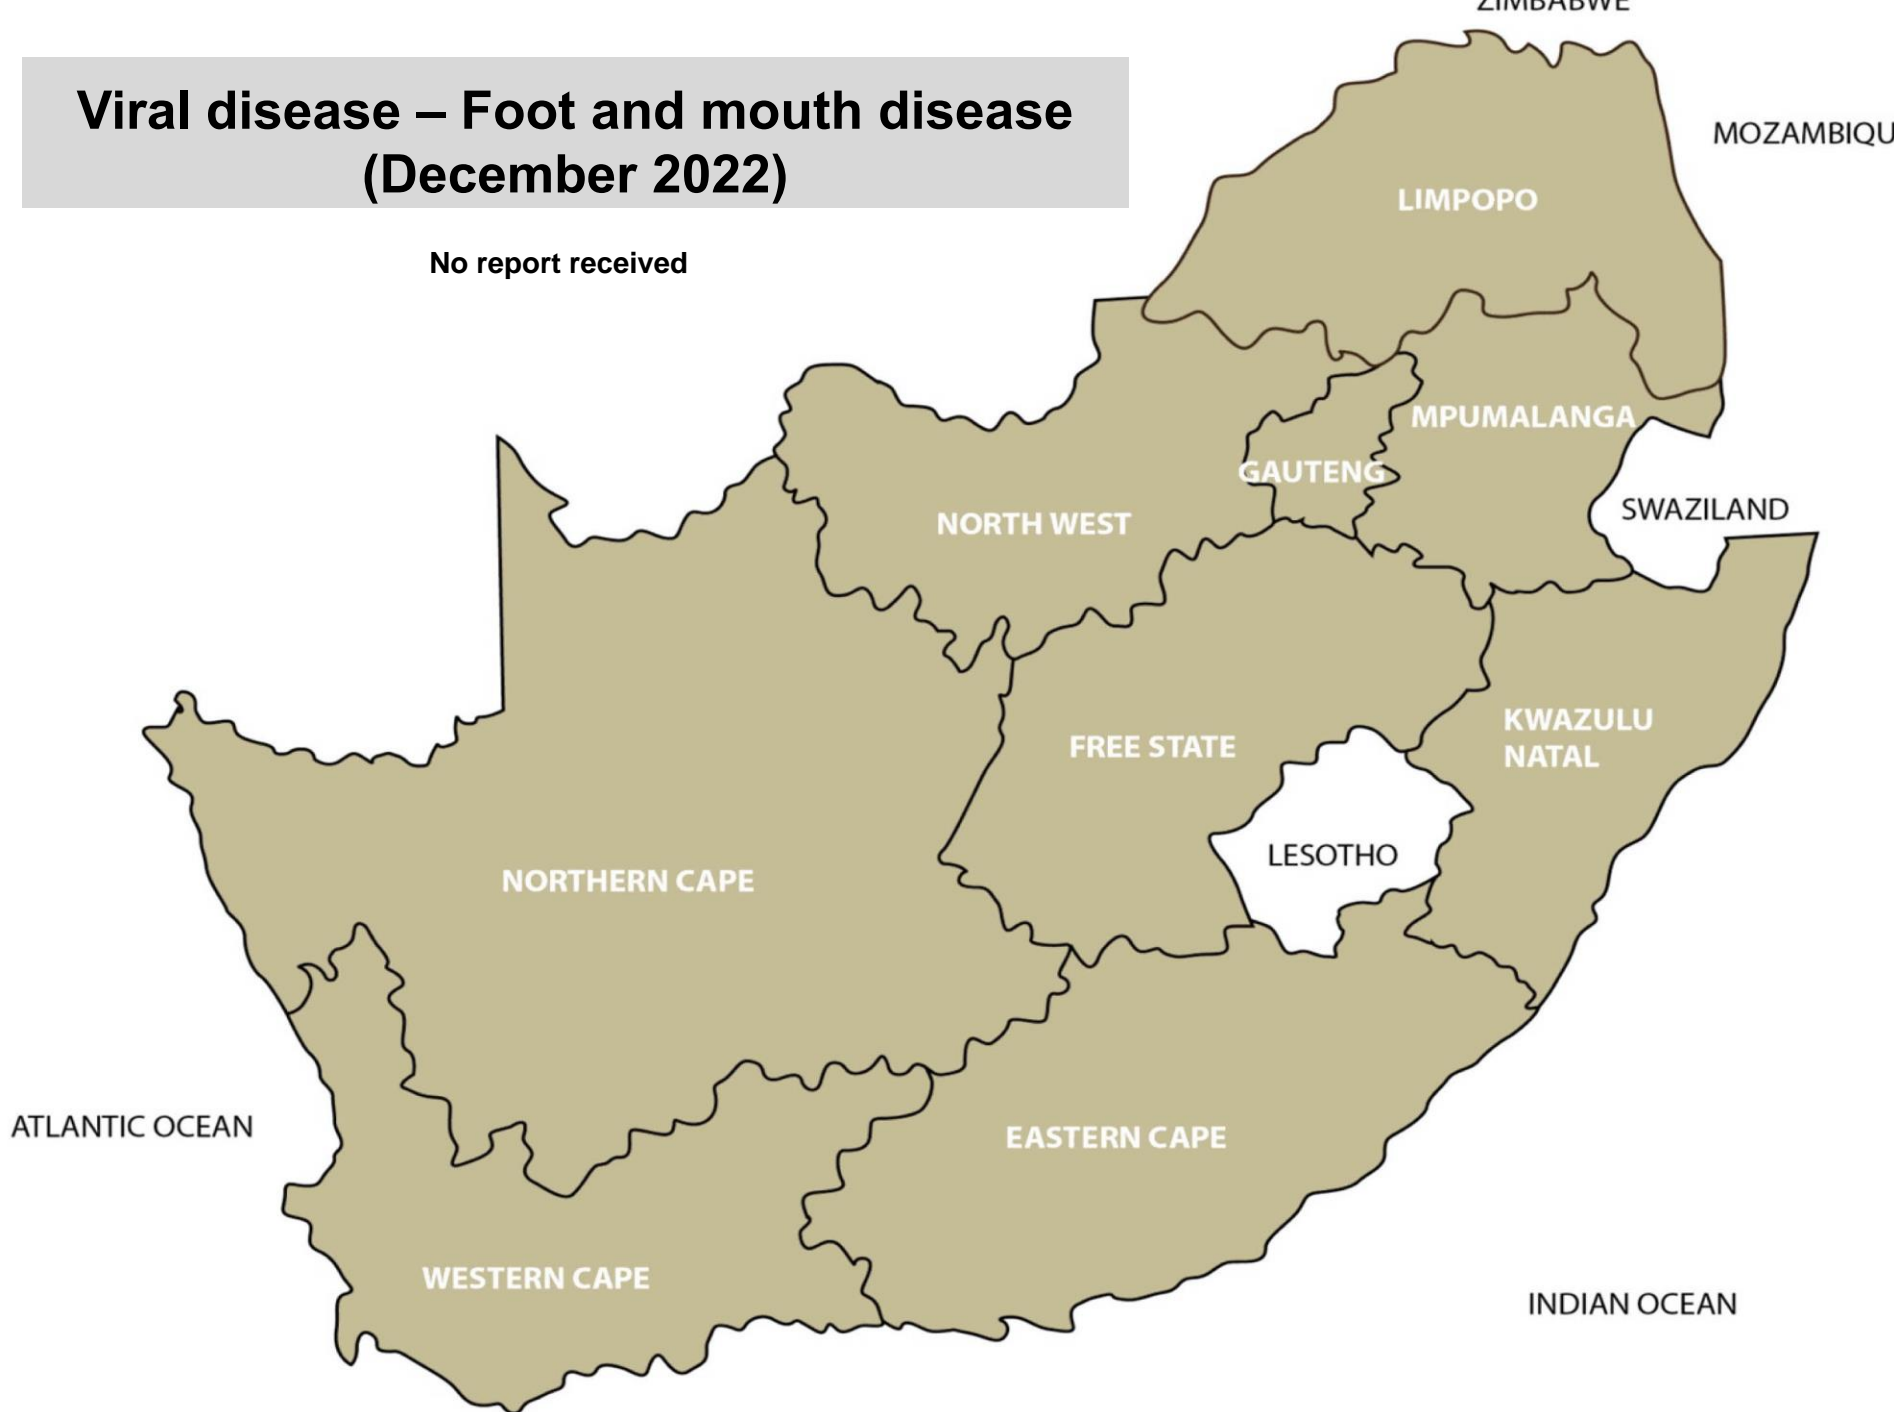 ZIMBABWE
Viral disease – Foot and mouth disease
(December 2022)
MOZAMBIQU
LIMPOPO
No report received
MPUMALANGA
GAUTENG
SWAZILAND
NORTH WEST
KWAZULU
NATAL
FREE STATE
LESOTHO
NORTHERN CAPE
ATLANTIC OCEAN
EASTERN CAPE
WESTERN CAPE
INDIAN OCEAN